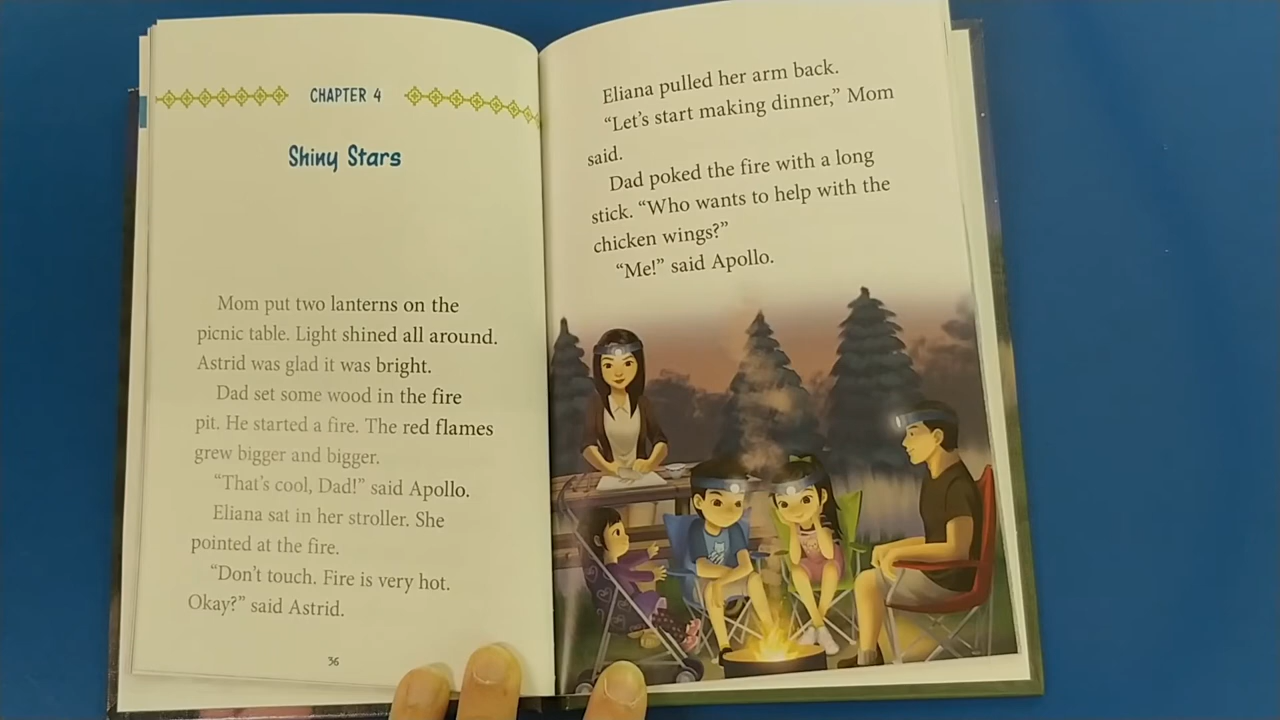 CHAPTER 4
Shiny Stars
Mom put two lanterns on the
picnic table. Light shined all around.
Astrid was glad it was bright.
Dad set some wood in the fire
pit. He started a fire. The red flames
grew bigger and bigger.
“That’s cool, Dad!” said Apollo.
Eliana sat in her stroller. She
pointed at the fire.
“Don’t touch. Fire is very hot.
Okay?” said Astrid.
36
Eliana pulled her arm back.
“Let’s start making dinner,” Mom
said.
Dad poked the fire with a long
stick. “Who wants to help with the
chicken wings?”
“Me!” said Apollo.